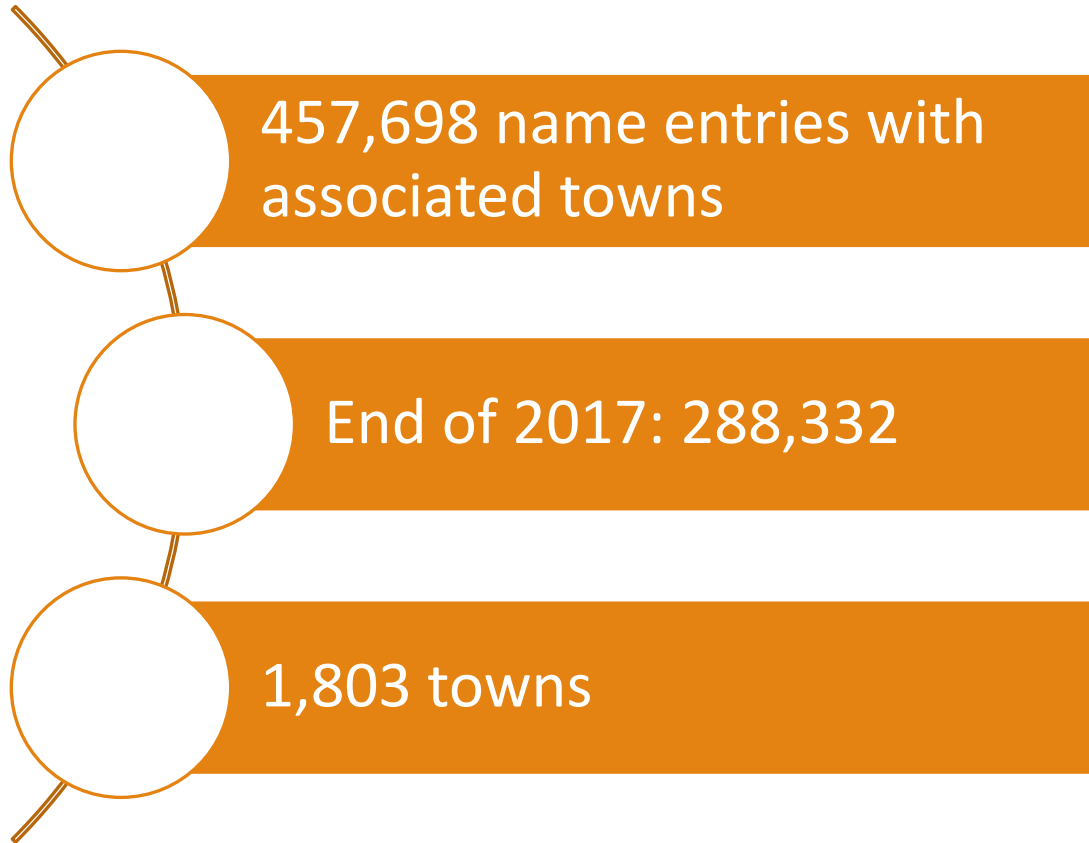 457,698 name entries with
associated towns
End of 2017: 288,332
1,803 towns